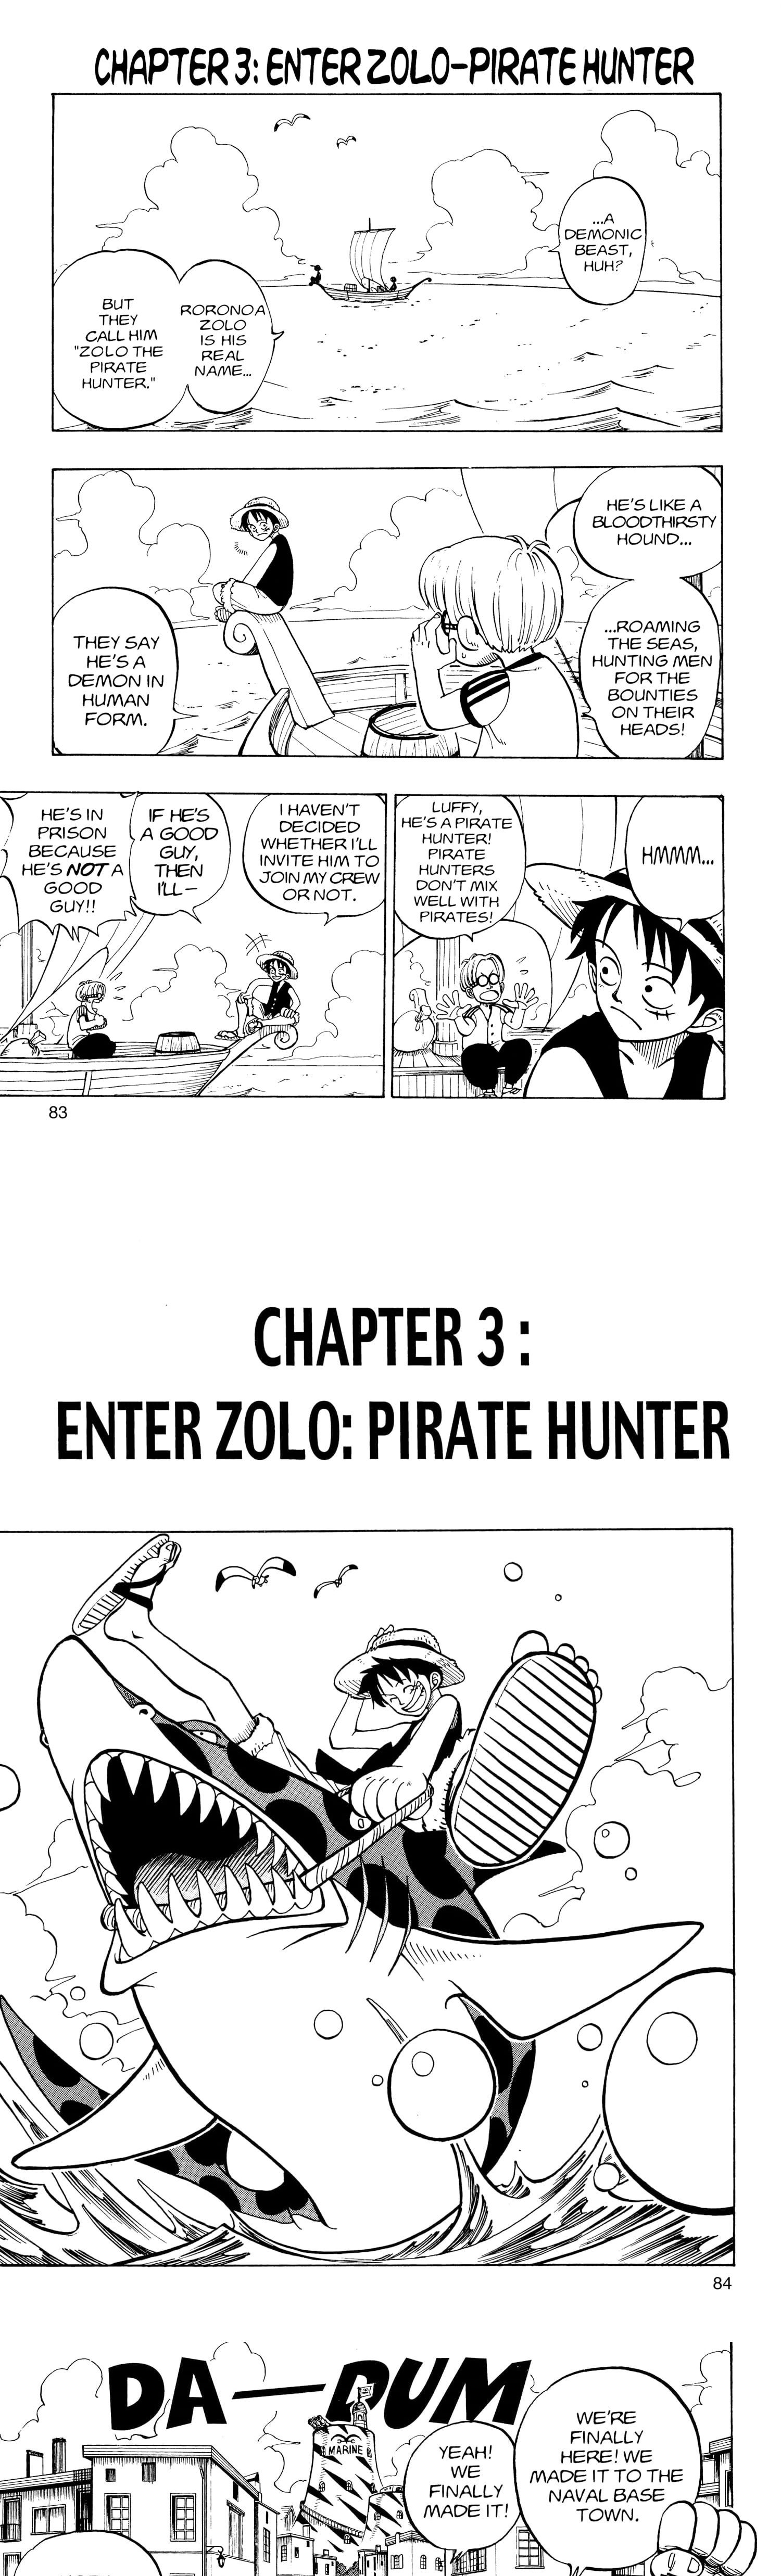 CHAPTER 3: ENTER ZOLO-PIRATE HUNTER
...A
DEMONIC
BEAST,
HUH?
RORONOA
ZOLO
IS HIS
REAL
NAME...
BUT
THEY
CALL HIM
"ZOLO THE
PIRATE
HUNTER."
HE'S LIKE A
BLOODTHIRSTY
HOUND...
...ROAMING
THE SEAS,
HUNTING MEN
FOR THE
BOUNTIES
ON THEIR
HEADS!
THEY SAY
HE'S A
DEMON IN
HUMAN
FORM.
HMMM...
LUFFY,
HE'S A PIRATE
HUNTER!
PIRATE
HUNTERS
DON'T MIX
WELL WITH
PIRATES!
I HAVEN'T
DECIDED
WHETHER I'LL
INVITE HIM TO
JOIN MY CREW
OR NOT.
IF HE'S
A GOOD
GUY,
THEN
I'LL—
HE'S IN
PRISON
BECAUSE
HE'S NOT A
GOOD
GUY!!
83
CHAPTER 3 :
ENTER ZOLO: PIRATE HUNTER
84
DA—DUM
MARINE
WE'RE
FINALLY
HERE! WE
MADE IT TO THE
NAVAL BASE
TOWN.
YEAH!
WE
FINALLY
MADE IT!